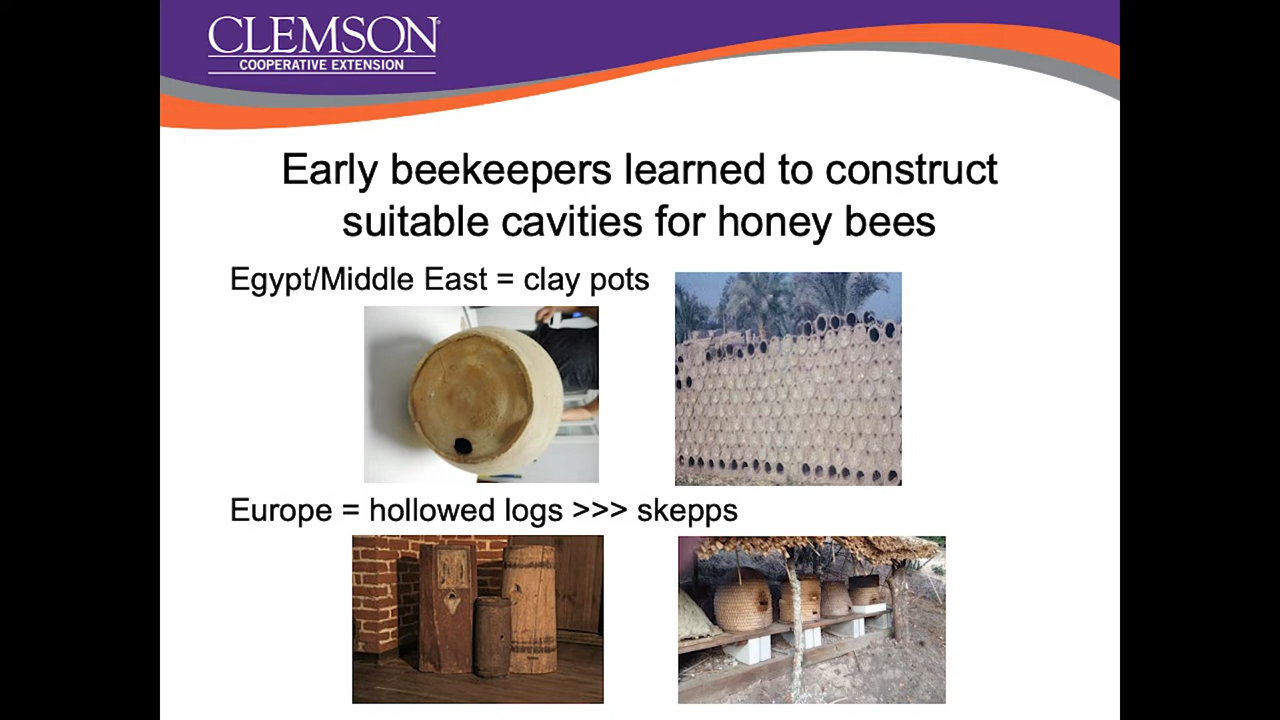 CLEMSON
COOPERATIVE EXTENSION
Early beekeepers learned to construct
suitable cavities for honey bees
Egypt/Middle East = clay pots
Europe = hollowed logs >>> skepps